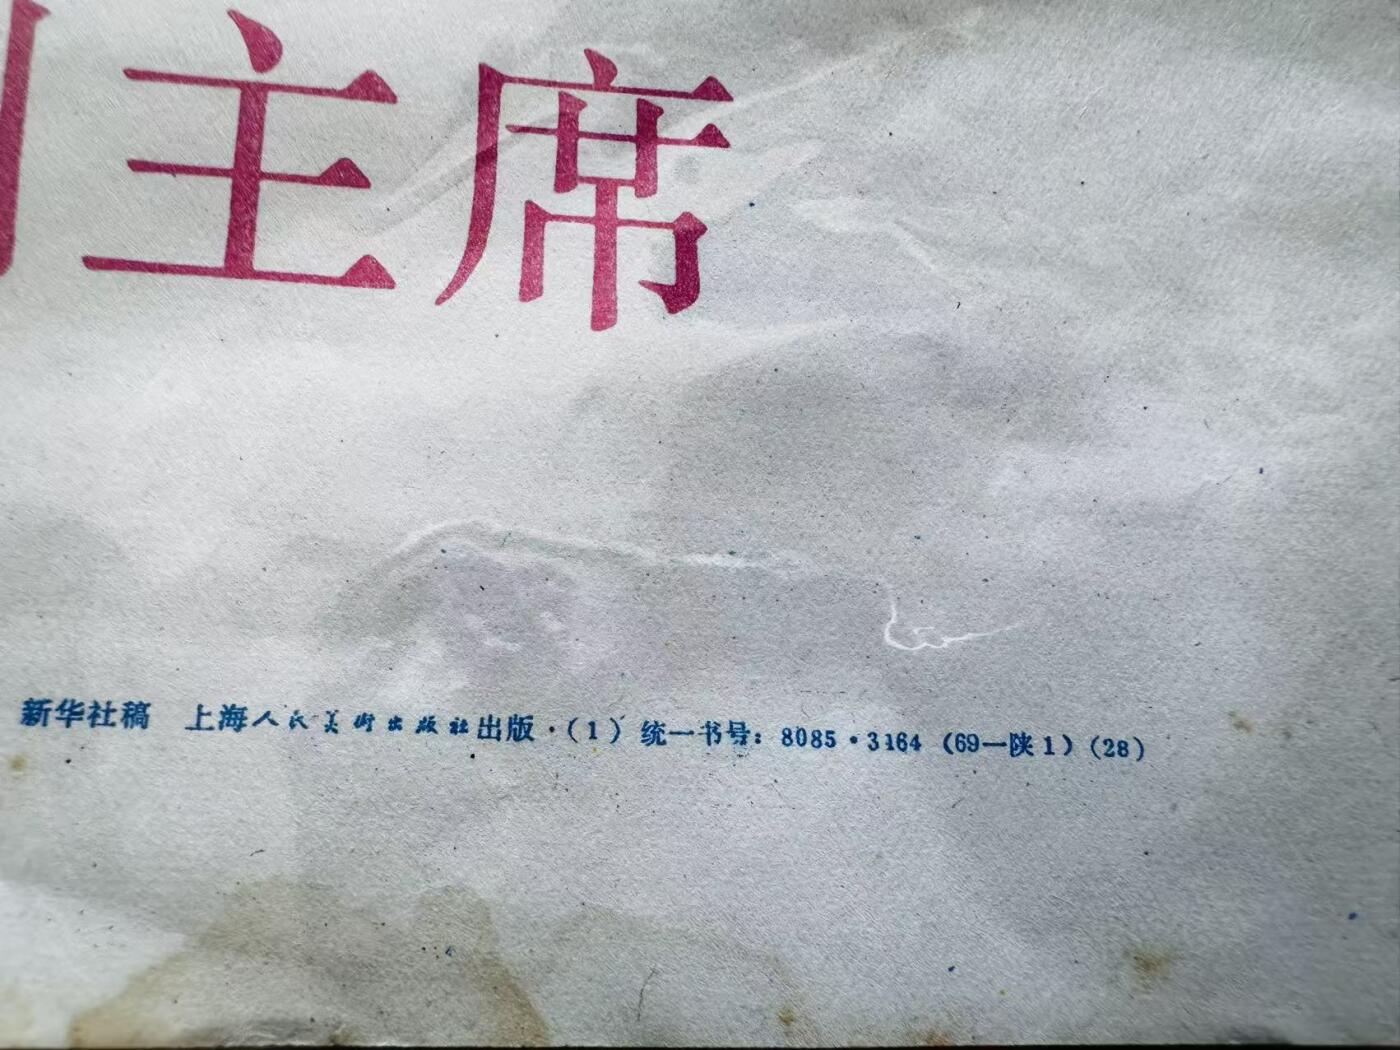 主席
新华社稿 上海人民美術出版社出版·(1) 统一书号：8085·3164 (69—陕1)(28)